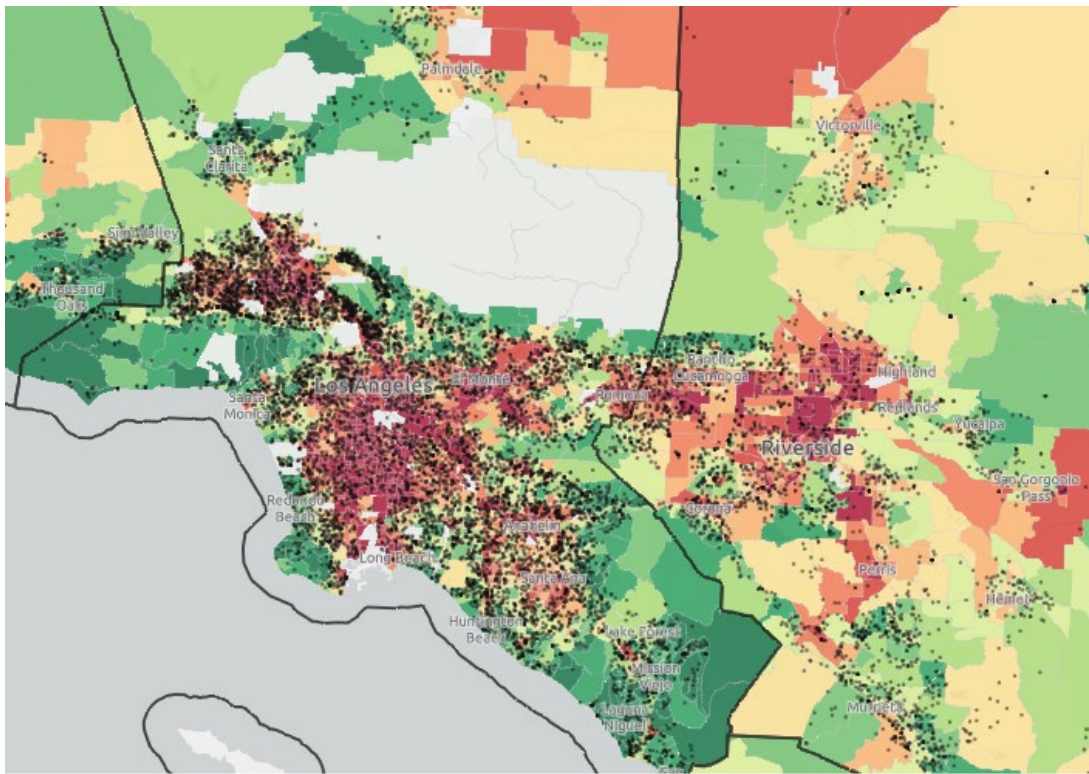 Palmdale
Victorville
Santa
Clarita
Simi Valley
Thousand
Oaks
Rancho
Cucamonga
Highland
Los Angeles
El Monte
Pomona
Santa
Monica
Redlands
Yucaipa
Riverside
San Gorgonio
Pass
Redondo
Beach
Corona
Anaheim
Long Beach
Perris
Santa Ana
Hemet
Huntington
Beach
Lake Forest
Mission
Viejo
Laguna
Niguel
Murrieta
San